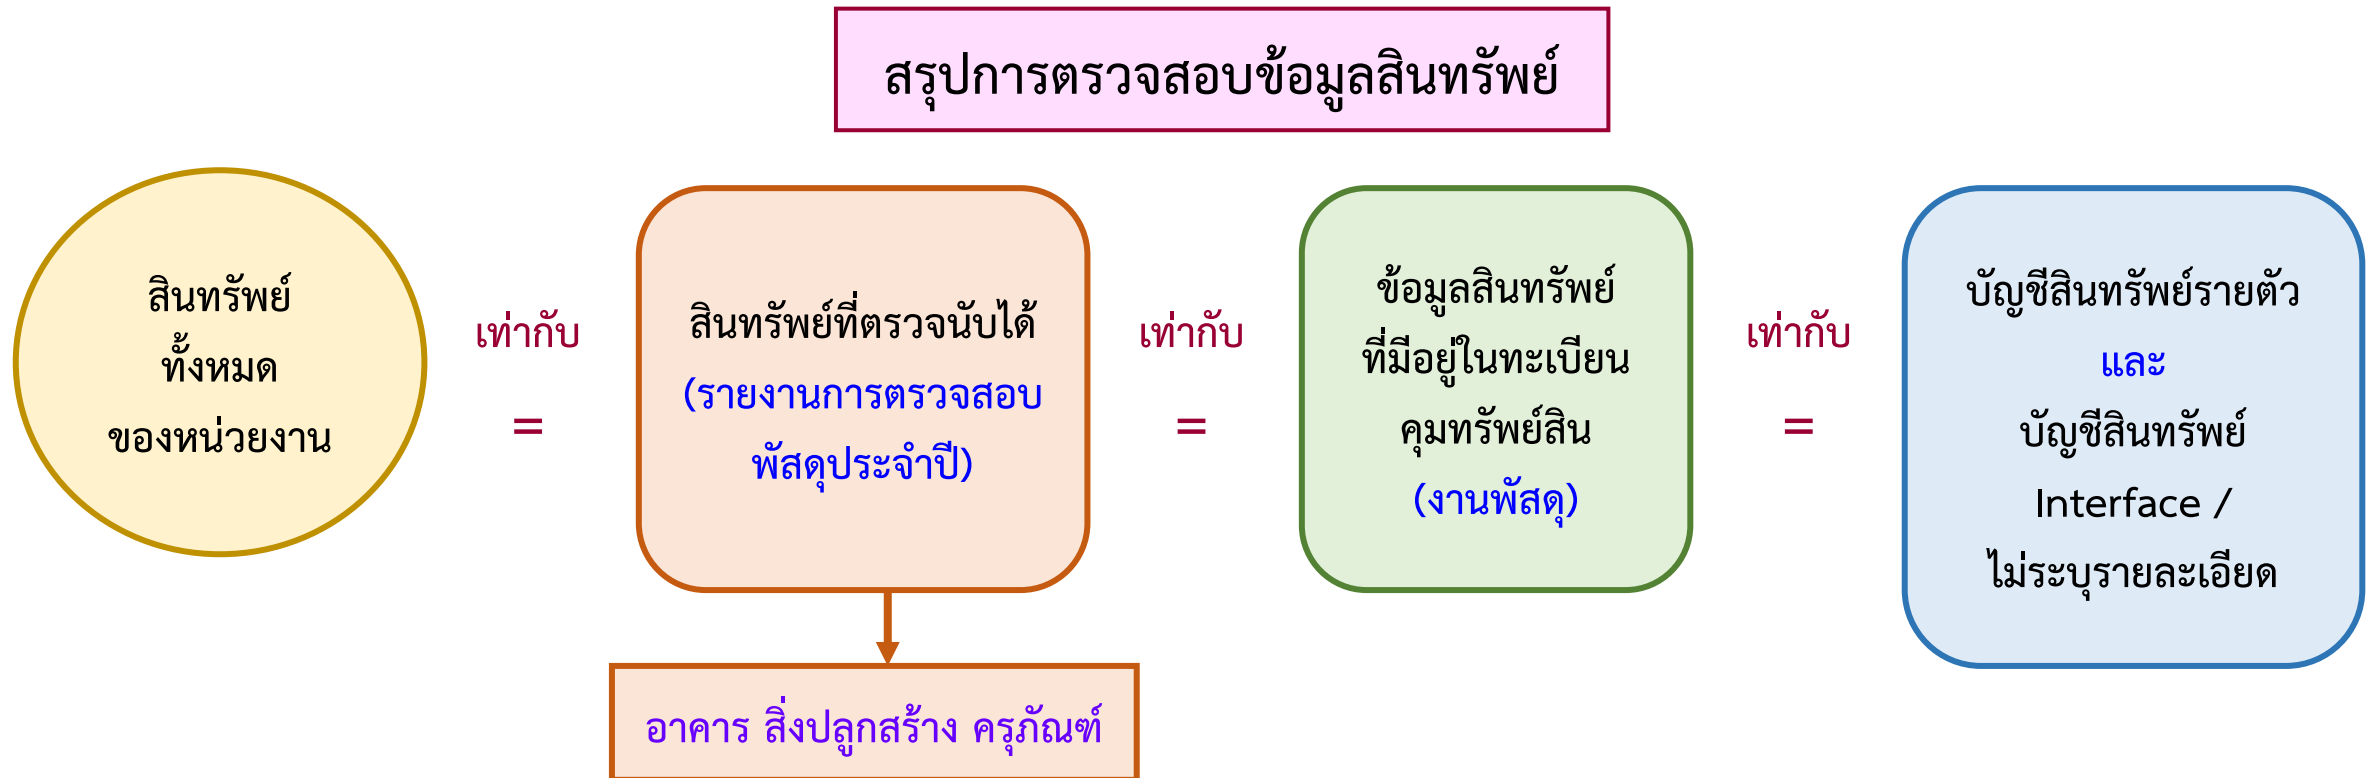 สรุปการตรวจสอบข้อมูลสินทรัพย์
สินทรัพย์
ทั้งหมด
ของหน่วยงาน
เท่ากับ
=
สินทรัพย์ที่ตรวจนับได้
(รายงานการตรวจสอบ
พัสดุประจำปี)
อาคาร สิ่งปลูกสร้าง ครุภัณฑ์
เท่ากับ
=
ข้อมูลสินทรัพย์
ที่มีอยู่ในทะเบียน
คุมทรัพย์สิน
(งานพัสดุ)
เท่ากับ
=
บัญชีสินทรัพย์รายตัว
และ
บัญชีสินทรัพย์
Interface /
ไม่ระบุรายละเอียด